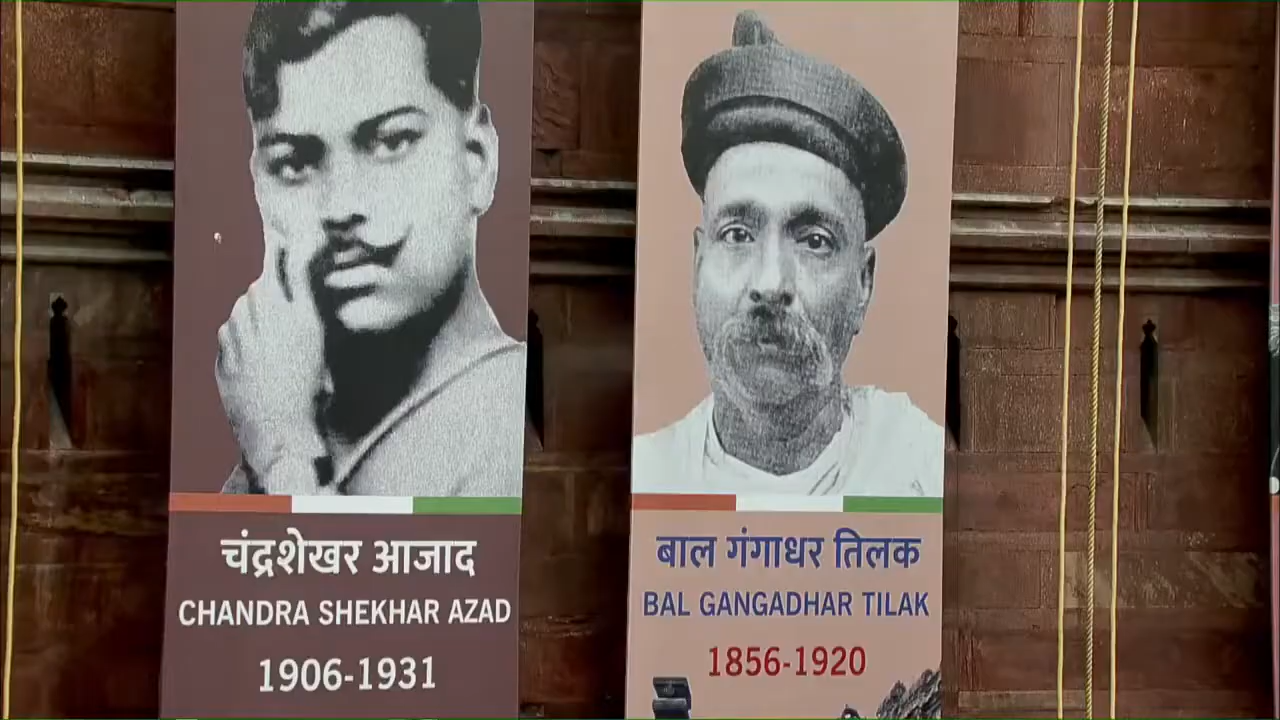 चंद्रशेखर आजाद
CHANDRA SHEKHAR AZAD
1906-1931
बाल गंगाधर तिलक
BAL GANGADHAR TILAK
1856-1920